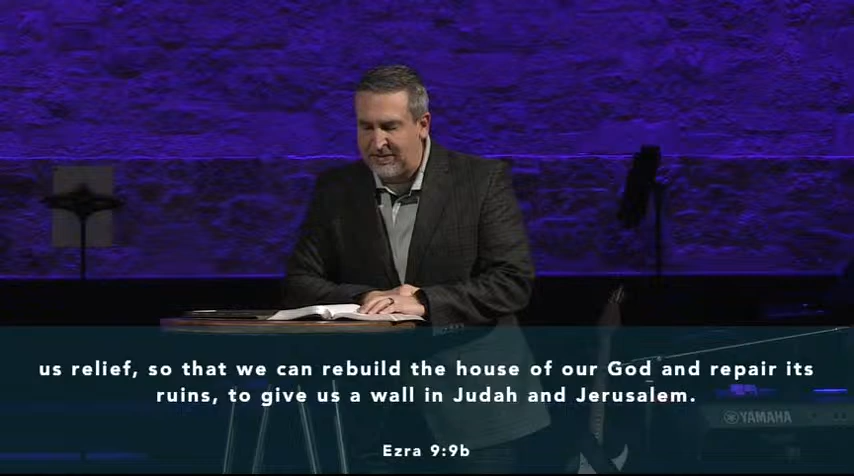 us relief, so that we can rebuild the house of our God and repair its
ruins, to give us a wall in Judah and Jerusalem.
Ezra 9:9b
YAMAHA